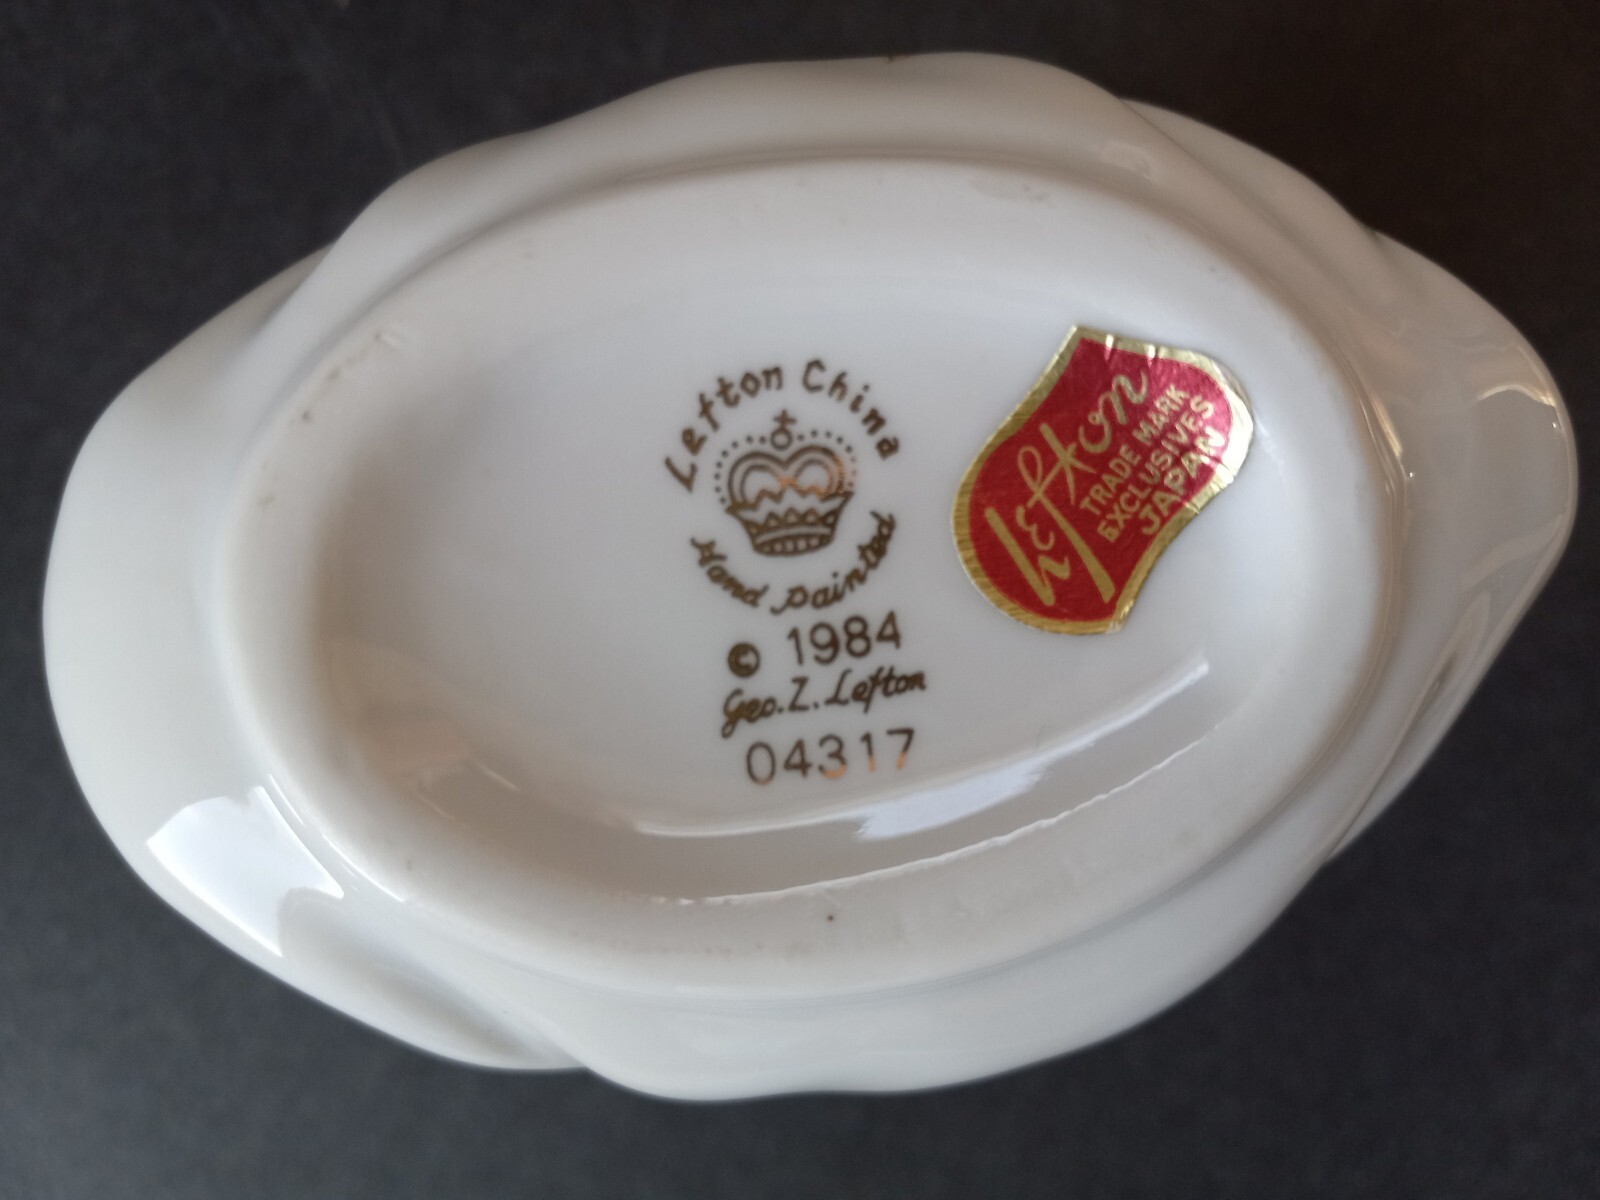 Lefton China
Hand Painted
© 1984
Geo. Z. Lefton
04317
Lefton
TRADE MARK
EXCLUSIVES
JAPAN